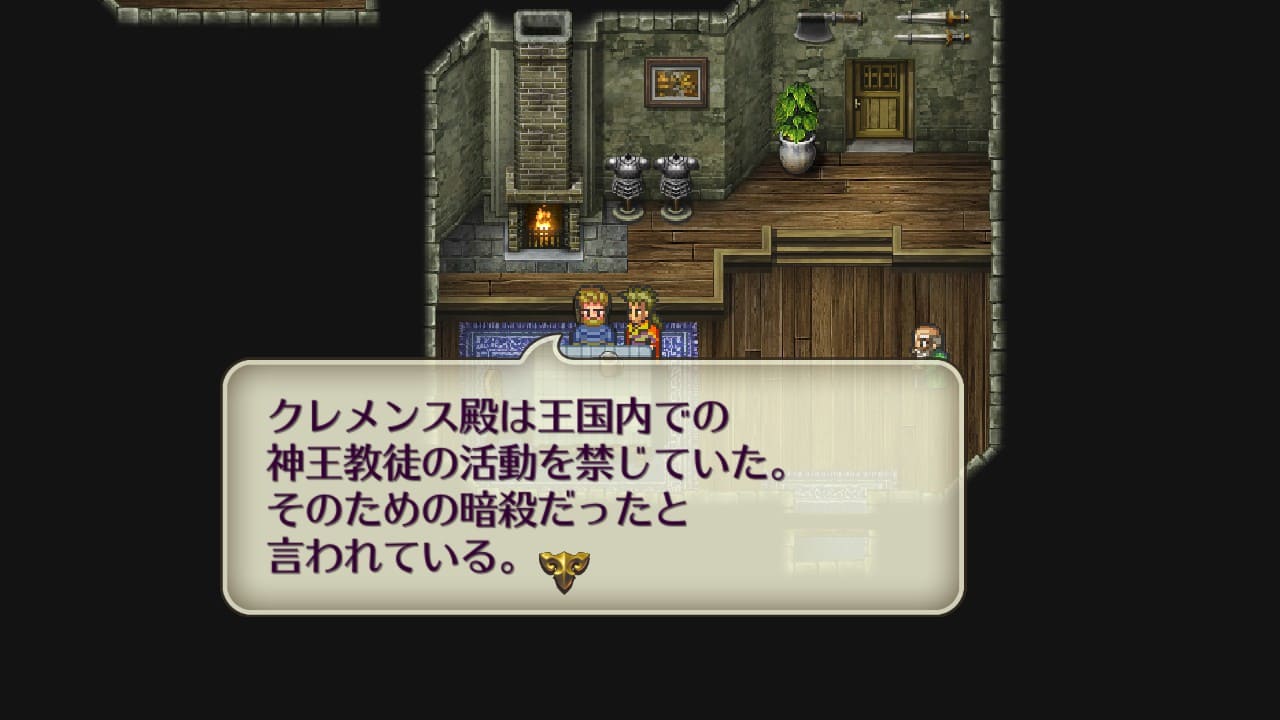 クレメンス殿は王国内での
神王教徒の活動を禁じていた。
そのための暗殺だったと
言われている。